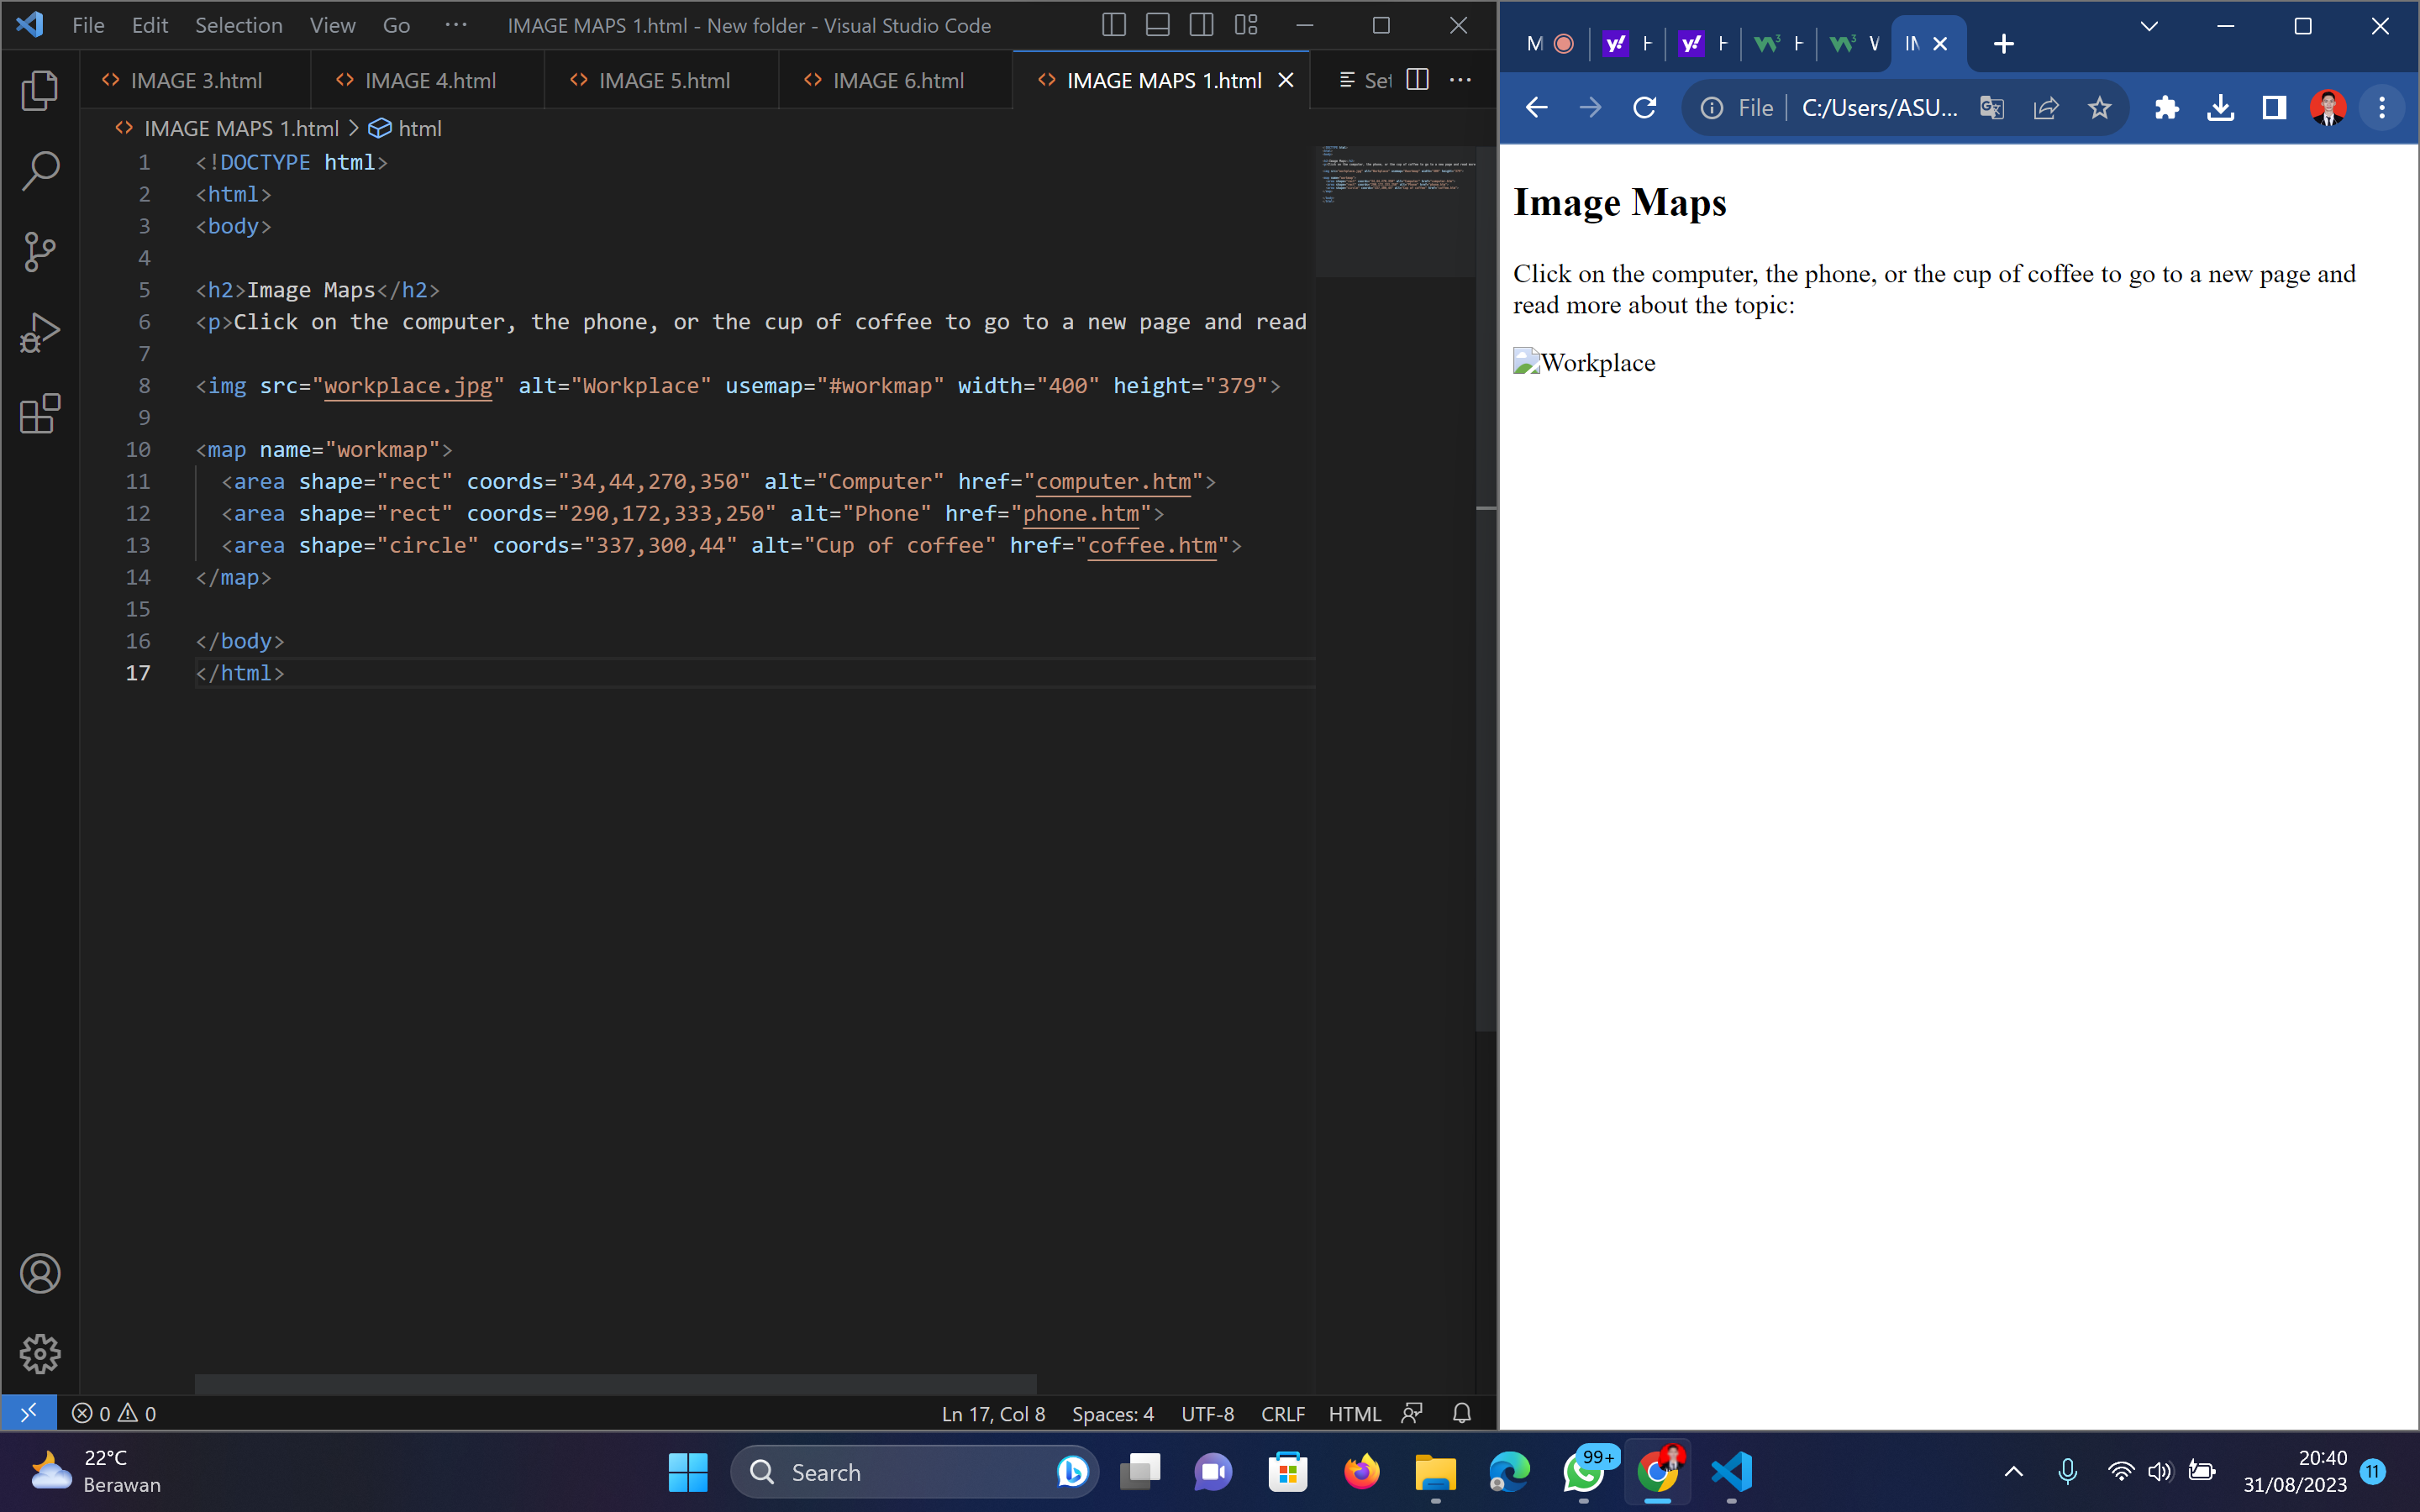 File Edit Selection View Go ··· IMAGE MAPS 1.html - New folder - Visual Studio Code
IMAGE 3.html IMAGE 4.html IMAGE 5.html IMAGE 6.html IMAGE MAPS 1.html Set
IMAGE MAPS 1.html > html
1 <!DOCTYPE html>
2 <html>
3 <body>
4
5 <h2>Image Maps</h2>
6 <p>Click on the computer, the phone, or the cup of coffee to go to a new page and read
7
8 <img src="workplace.jpg" alt="Workplace" usemap="#workmap" width="400" height="379">
9
10 <map name="workmap">
11 <area shape="rect" coords="34,44,270,350" alt="Computer" href="computer.htm">
12 <area shape="rect" coords="290,172,333,250" alt="Phone" href="phone.htm">
13 <area shape="circle" coords="337,300,44" alt="Cup of coffee" href="coffee.htm">
14 </map>
15
16 </body>
17 </html>
0 0 Ln 17, Col 8 Spaces: 4 UTF-8 CRLF HTML
M y! y! W
File C:/Users/ASU...
Image Maps
Click on the computer, the phone, or the cup of coffee to go to a new page and
read more about the topic:
Workplace
22°C
Berawan
Search
99+
20:40
31/08/2023
11